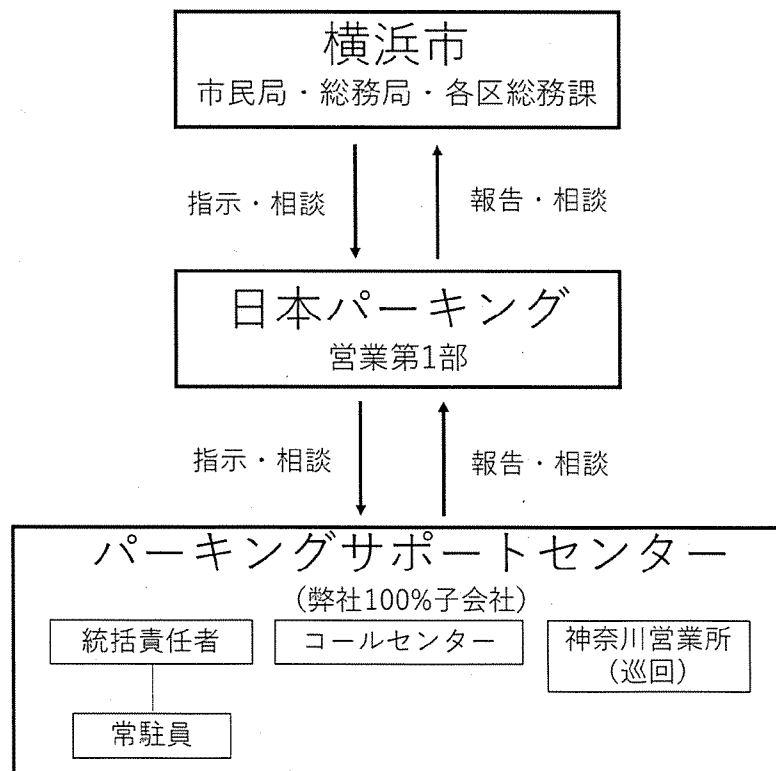 横浜市
市民局・総務局・各区総務課
指示・相談
報告・相談
日本パーキング
営業第1部
指示・相談
報告・相談
パーキングサポートセンター
(弊社100%子会社)
統括責任者
コールセンター
神奈川営業所
(巡回)
常駐員